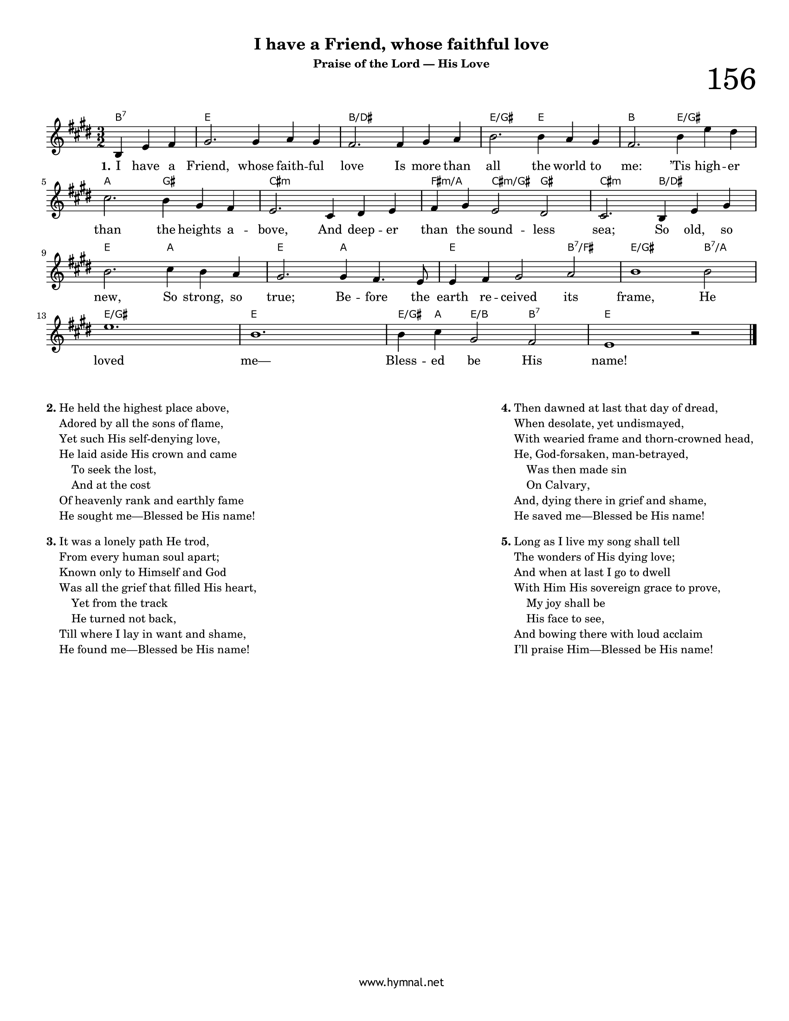 I have a Friend, whose faithful love
Praise of the Lord — His Love
156
B7 E B/D♯ E/G♯ E B E/G♯
3/2
1. I have a Friend, whose faith-ful love Is more than all the world to me: 'Tis high-er
5 A G♯ C♯m F♯m/A C♯m/G♯ G♯ C♯m B/D♯
than the heights a - bove, And deep - er than the sound - less sea; So old, so
9 E A E A E B7/F♯ E/G♯ B7/A
new, So strong, so true; Be - fore the earth re - ceived its frame, He
13 E/G♯ E E/G♯ A E/B B7 E
loved me— Bless - ed be His name!
2. He held the highest place above,
Adored by all the sons of flame,
Yet such His self-denying love,
He laid aside His crown and came
To seek the lost,
And at the cost
Of heavenly rank and earthly fame
He sought me—Blessed be His name!
3. It was a lonely path He trod,
From every human soul apart;
Known only to Himself and God
Was all the grief that filled His heart,
Yet from the track
He turned not back,
Till where I lay in want and shame,
He found me—Blessed be His name!
4. Then dawned at last that day of dread,
When desolate, yet undismayed,
With wearied frame and thorn-crowned head,
He, God-forsaken, man-betrayed,
Was then made sin
On Calvary,
And, dying there in grief and shame,
He saved me—Blessed be His name!
5. Long as I live my song shall tell
The wonders of His dying love;
And when at last I go to dwell
With Him His sovereign grace to prove,
My joy shall be
His face to see,
And bowing there with loud acclaim
I'll praise Him—Blessed be His name!
www.hymnal.net